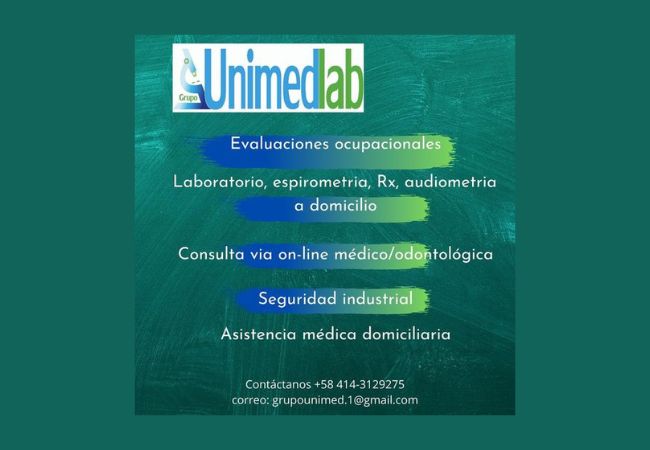 Grupo Unimedlab
Evaluaciones ocupacionales
Laboratorio, espirometria, Rx, audiometria
a domicilio
Consulta via on-line médico/odontológica
Seguridad industrial
Asistencia médica domiciliaria
Contáctanos +58 414-3129275
correo: grupounimed.1@gmail.com